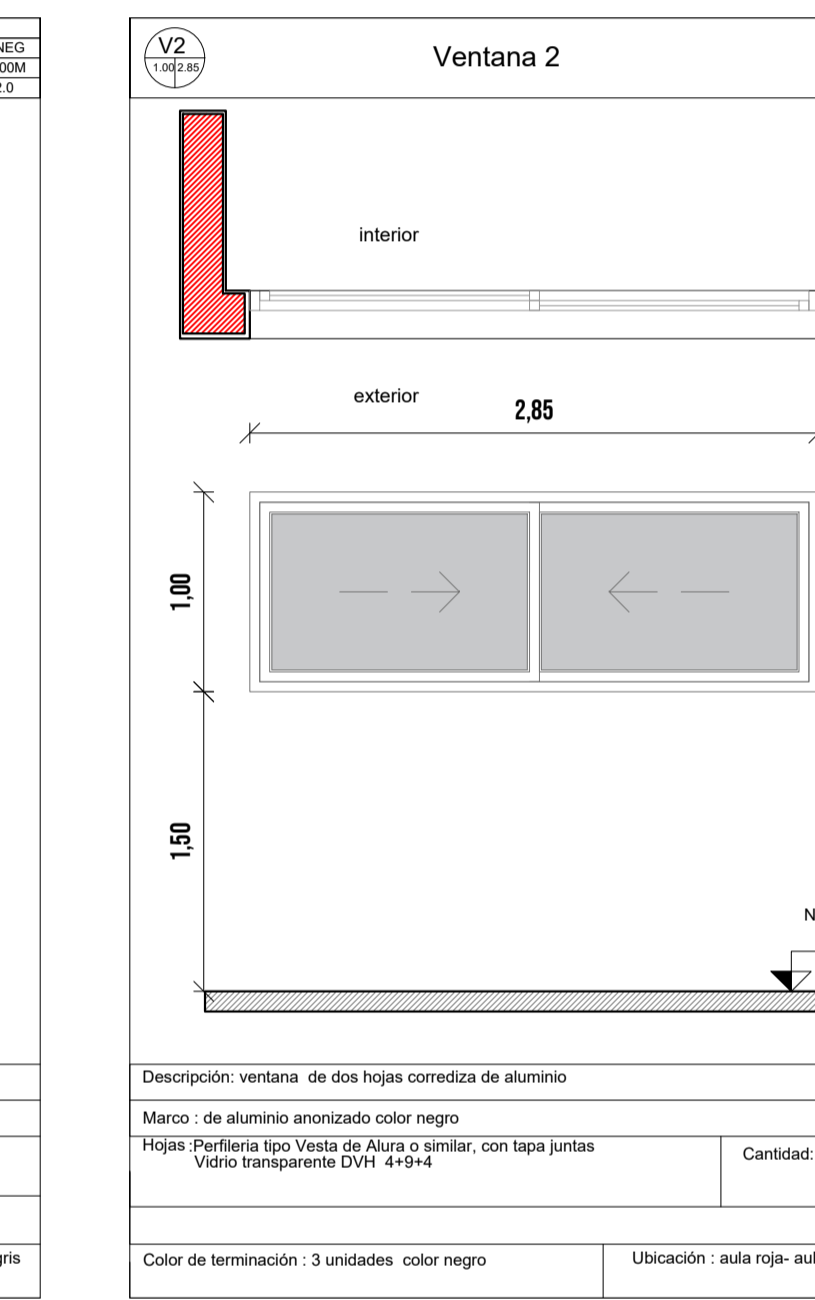 NEG
00M
2.0
gris
V2
1.00 2.85
Ventana 2
interior
exterior
2,85
1,00
1,50
N
Descripción: ventana de dos hojas corrediza de aluminio
Marco : de aluminio anonizado color negro
Hojas :Perfileria tipo Vesta de Alura o similar, con tapa juntas
Vidrio transparente DVH 4+9+4
Cantidad:
Color de terminación : 3 unidades color negro
Ubicación : aula roja- aul